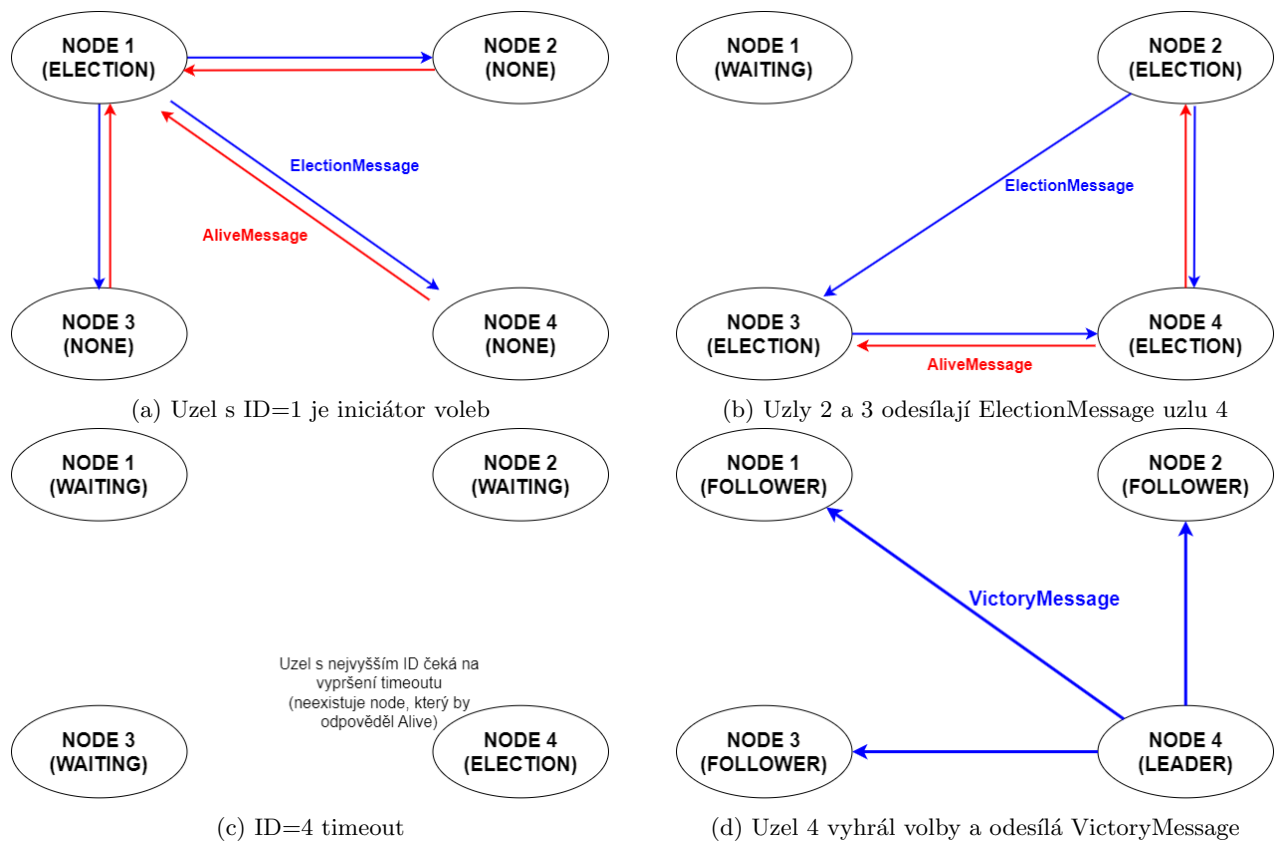 NODE 1
(ELECTION)
NODE 2
(NONE)
ElectionMessage
AliveMessage
NODE 3
(NONE)
NODE 4
(NONE)
(a) Uzel s ID=1 je iniciátor voleb
NODE 1
(WAITING)
NODE 2
(ELECTION)
ElectionMessage
NODE 3
(ELECTION)
NODE 4
(ELECTION)
AliveMessage
(b) Uzly 2 a 3 odesílají ElectionMessage uzlu 4
NODE 1
(WAITING)
NODE 2
(WAITING)
Uzel s nejvyšším ID čeká na
vypršení timeoutu
(neexistuje node, který by
odpověděl Alive)
NODE 3
(WAITING)
NODE 4
(ELECTION)
(c) ID=4 timeout
NODE 1
(FOLLOWER)
NODE 2
(FOLLOWER)
VictoryMessage
NODE 3
(FOLLOWER)
NODE 4
(LEADER)
(d) Uzel 4 vyhrál volby a odesílá VictoryMessage